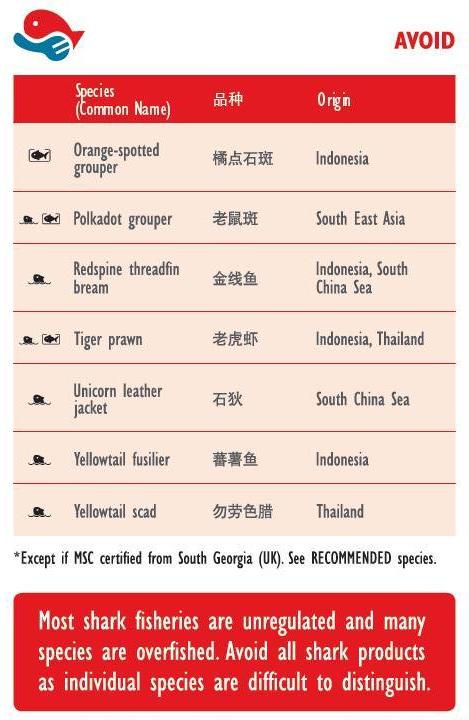 AVOID
Species
(Common Name)
品种
Origin
Orange-spotted
grouper
橘点石斑
Indonesia
Polkadot grouper
老鼠斑
South East Asia
Redspine threadfin
bream
金线鱼
Indonesia, South
China Sea
Tiger prawn
老虎虾
Indonesia, Thailand
Unicorn leather
jacket
石狄
South China Sea
Yellowtail fusilier
蕃薯鱼
Indonesia
Yellowtail scad
勿劳色腊
Thailand
*Except if MSC certified from South Georgia (UK). See RECOMMENDED species.
Most shark fisheries are unregulated and many
species are overfished. Avoid all shark products
as individual species are difficult to distinguish.